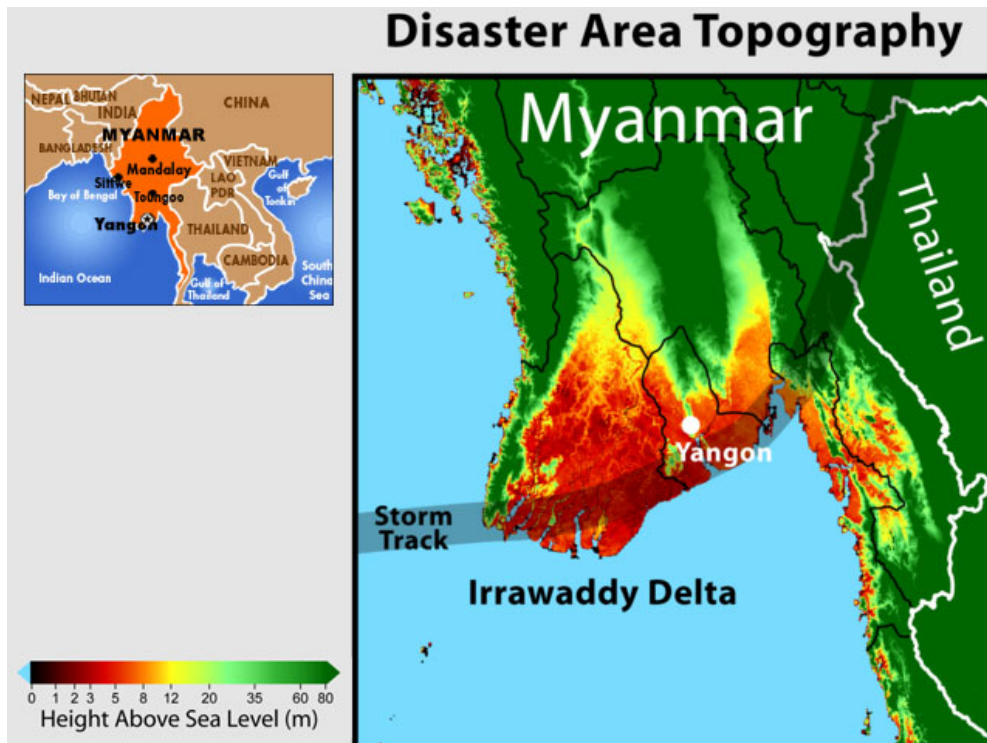 Disaster Area Topography
NEPAL
BHUTAN
INDIA
CHINA
MYANMAR
BANGLADESH
Mandalay
VIETNAM
Sittwe
LAO
PDR
Gulf
of
Tonkin
Bay of Bengal
Toungoo
Yangon
THAILAND
CAMBODIA
Indian Ocean
Gulf of
Thailand
South
China
Sea
Myanmar
Thailand
Yangon
Storm
Track
Irrawaddy Delta
0 1 2 3 5 8 12 20 35 60 80
Height Above Sea Level (m)